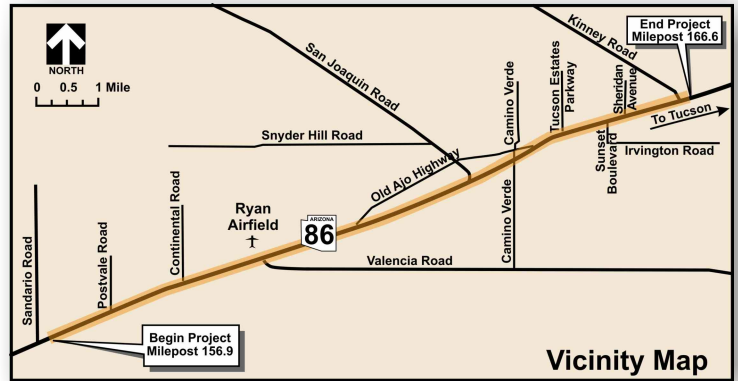 NORTH
0 0.5 1 Mile
Kinney Road
End Project
Milepost 166.6
San Joaquin Road
Camino Verde
Tucson Estates
Parkway
Sheridan
Avenue
To Tucson
Snyder Hill Road
Old Ajo Highway
Sunset
Boulevard
Irvington Road
Sandario Road
Postvale Road
Continental Road
Ryan
Airfield
ARIZONA
86
Camino Verde
Valencia Road
Begin Project
Milepost 156.9
Vicinity Map